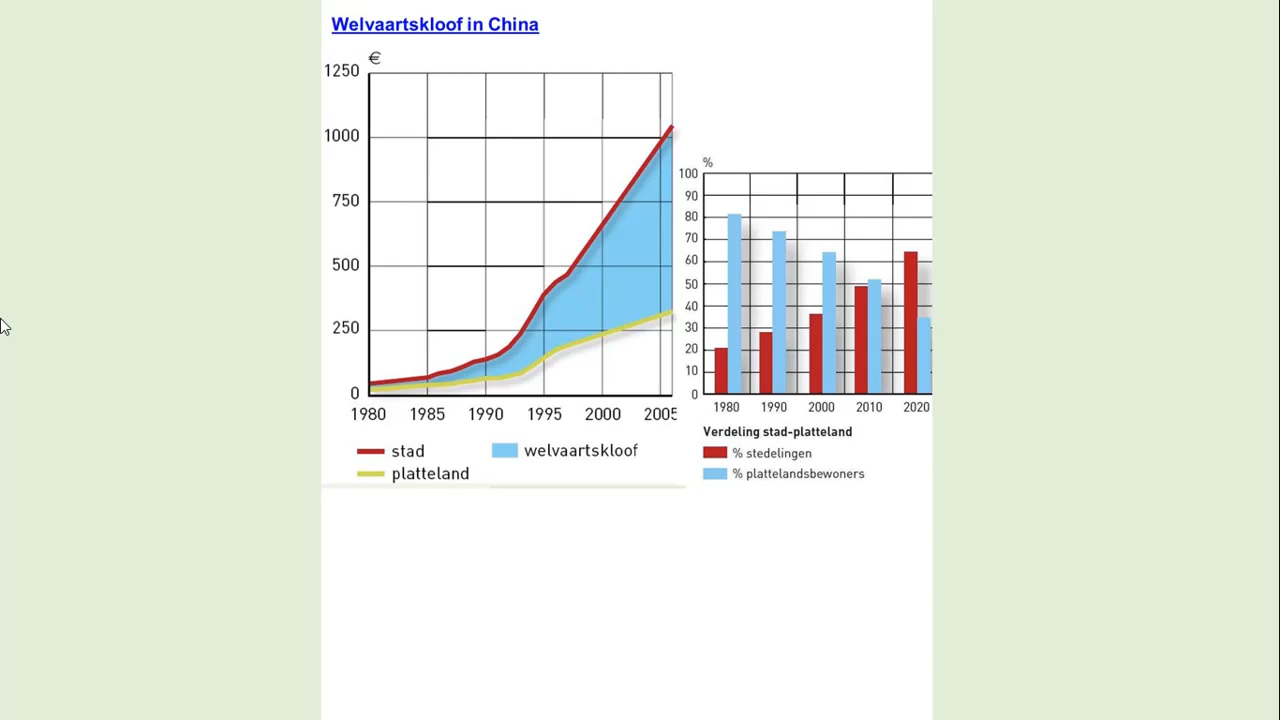 Welvaartskloof in China
€
1250
1000
750
500
250
0
1980 1985 1990 1995 2000 2005
stad
welvaartskloof
platteland
%
100
90
80
70
60
50
40
30
20
10
0
1980 1990 2000 2010 2020
Verdeling stad-platteland
% stedelingen
% plattelandsbewoners